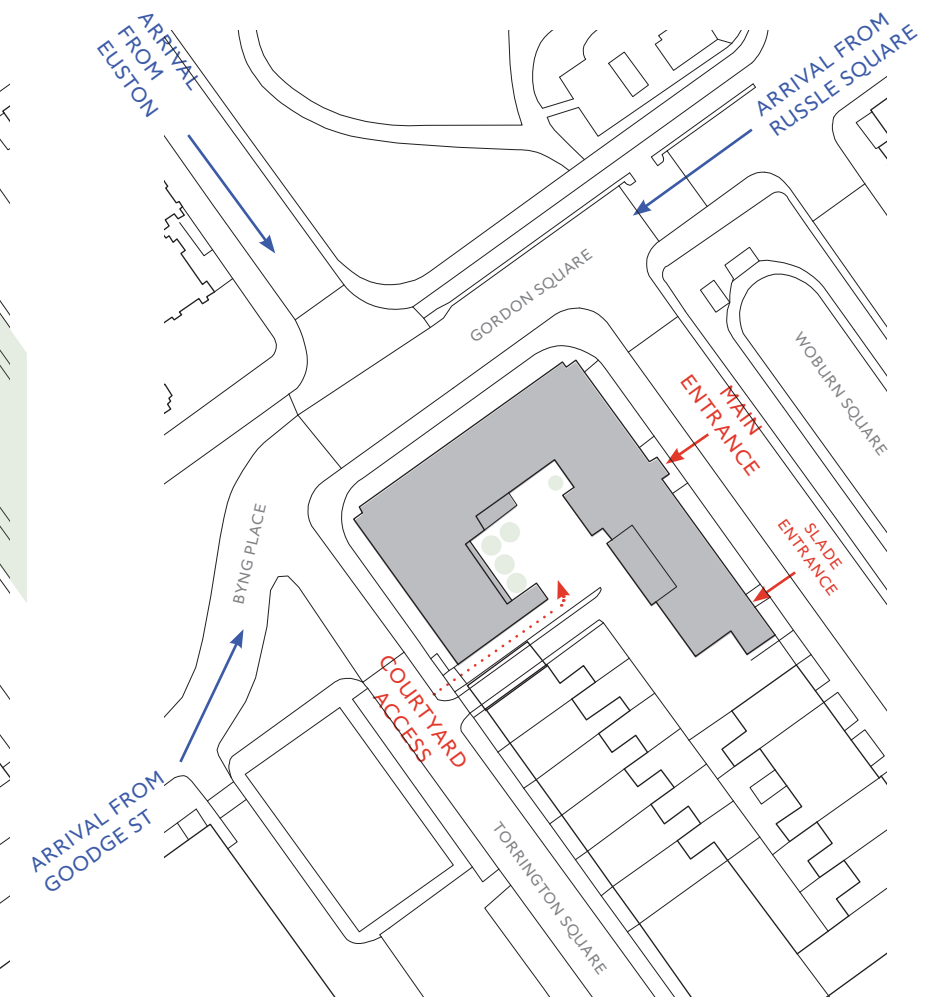 ARRIVAL
FROM
EUSTON
ARRIVAL FROM
RUSSLE SQUARE
GORDON SQUARE
WOBURN SQUARE
MAIN
ENTRANCE
BYNG PLACE
SLADE
ENTRANCE
COURTYARD
ACCESS
ARRIVAL FROM
GOODGE ST
TORRINGTON SQUARE